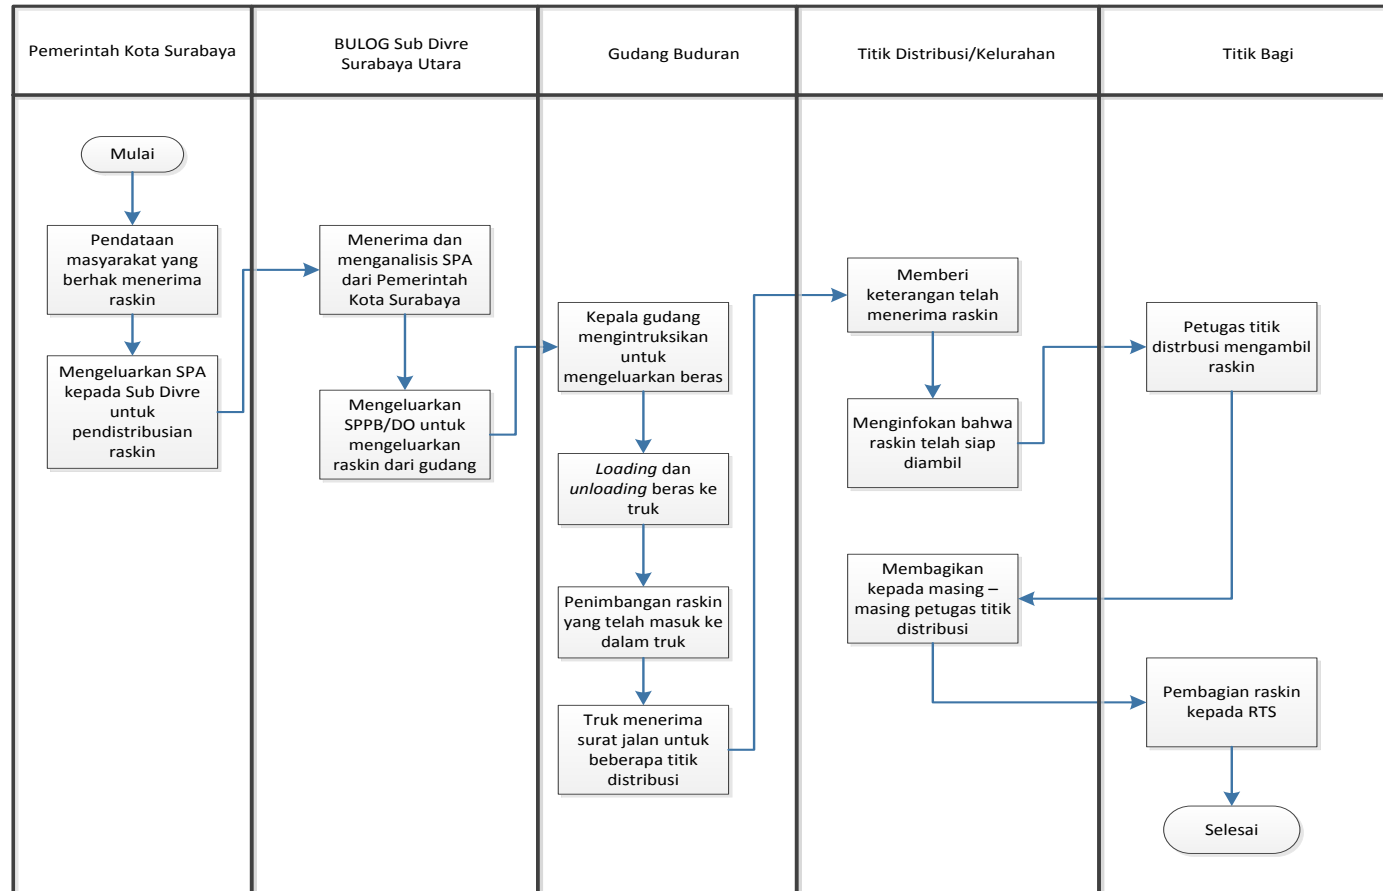 Pemerintah Kota Surabaya
BULOG Sub Divre
Surabaya Utara
Gudang Buduran
Titik Distribusi/Kelurahan
Titik Bagi
Mulai
Pendataan
masyarakat yang
berhak menerima
raskin
Mengeluarkan SPA
kepada Sub Divre
untuk
pendistribusian
raskin
Menerima dan
menganalisis SPA
dari Pemerintah
Kota Surabaya
Mengeluarkan
SPPB/DO untuk
mengeluarkan
raskin dari gudang
Kepala gudang
mengintruksikan
untuk
mengeluarkan beras
Loading dan
unloading beras ke
truk
Penimbangan raskin
yang telah masuk ke
dalam truk
Truk menerima
surat jalan untuk
beberapa titik
distribusi
Memberi
keterangan telah
menerima raskin
Menginfokan bahwa
raskin telah siap
diambil
Petugas titik
distrbusi mengambil
raskin
Membagikan
kepada masing –
masing petugas titik
distribusi
Pembagian raskin
kepada RTS
Selesai